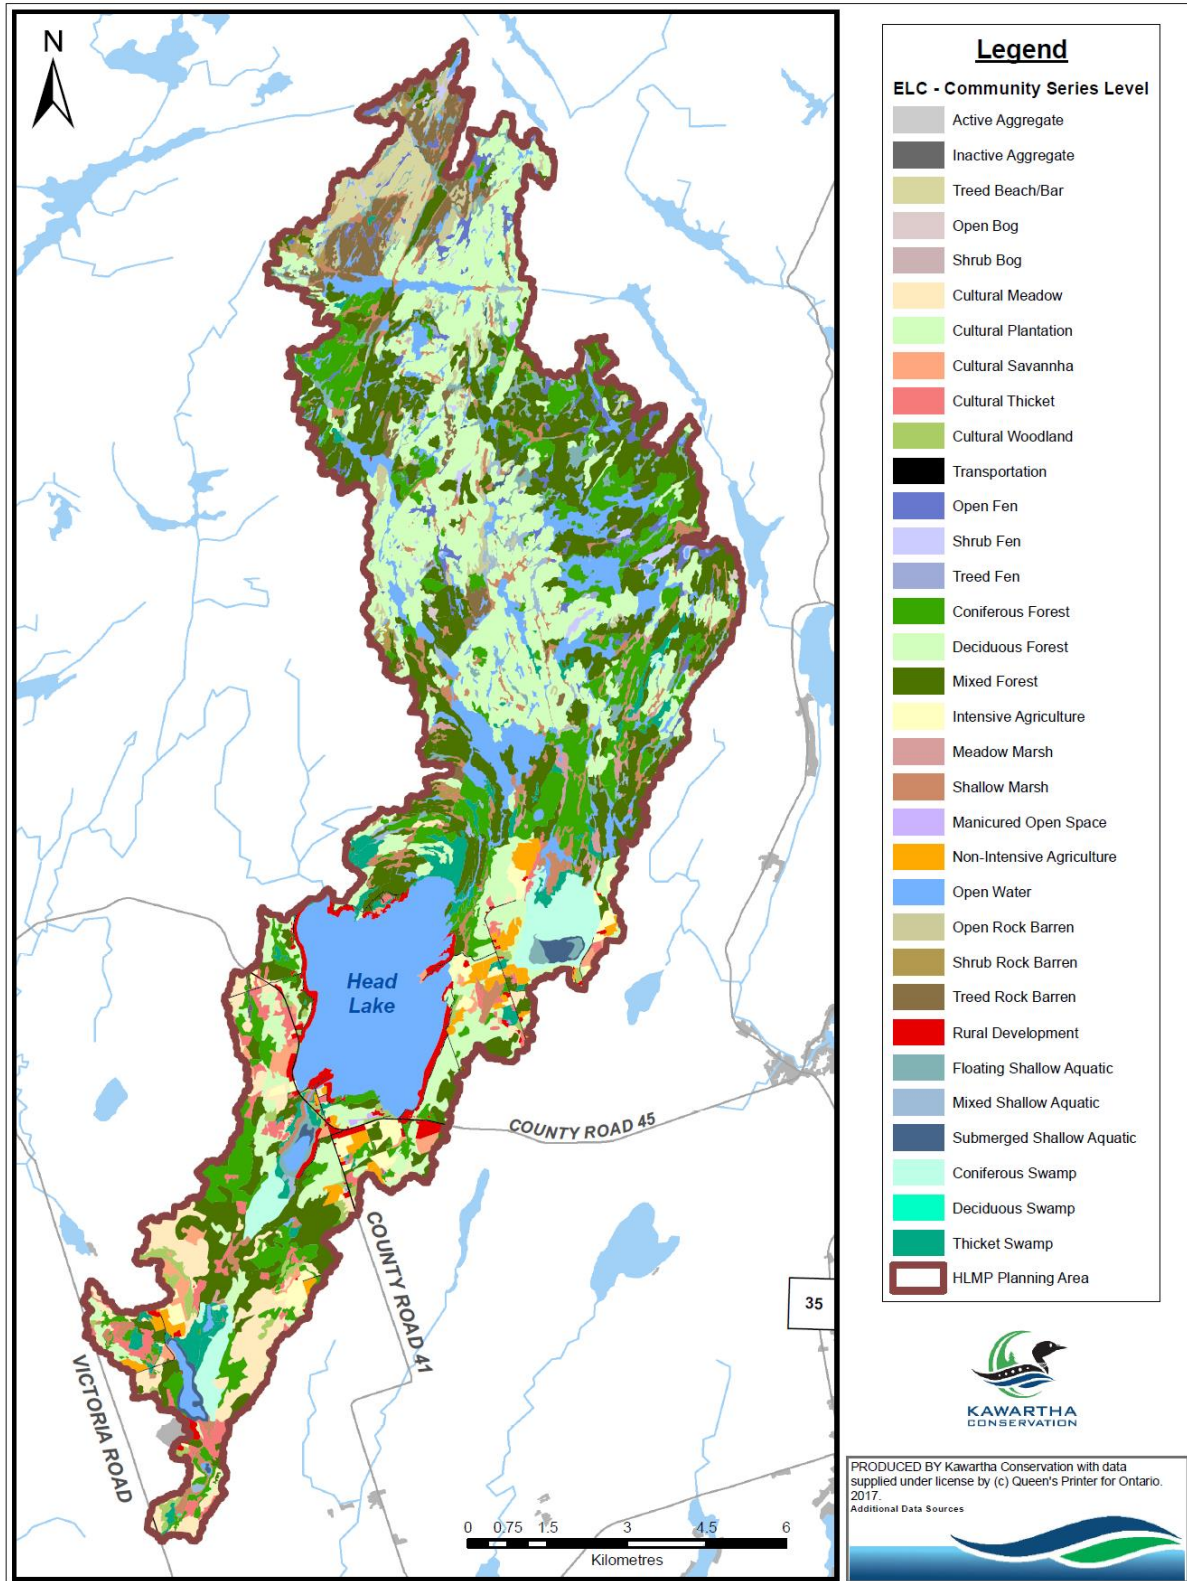 N
Head
Lake
COUNTY ROAD 45
COUNTY ROAD 41
VICTORIA ROAD
35
0 0.75 1.5 3 4.5 6
Kilometres
Legend
ELC - Community Series Level
Active Aggregate
Inactive Aggregate
Treed Beach/Bar
Open Bog
Shrub Bog
Cultural Meadow
Cultural Plantation
Cultural Savannha
Cultural Thicket
Cultural Woodland
Transportation
Open Fen
Shrub Fen
Treed Fen
Coniferous Forest
Deciduous Forest
Mixed Forest
Intensive Agriculture
Meadow Marsh
Shallow Marsh
Manicured Open Space
Non-Intensive Agriculture
Open Water
Open Rock Barren
Shrub Rock Barren
Treed Rock Barren
Rural Development
Floating Shallow Aquatic
Mixed Shallow Aquatic
Submerged Shallow Aquatic
Coniferous Swamp
Deciduous Swamp
Thicket Swamp
HLMP Planning Area
KAWARTHA
CONSERVATION
PRODUCED BY Kawartha Conservation with data
supplied under license by (c) Queen's Printer for Ontario.
2017.
Additional Data Sources